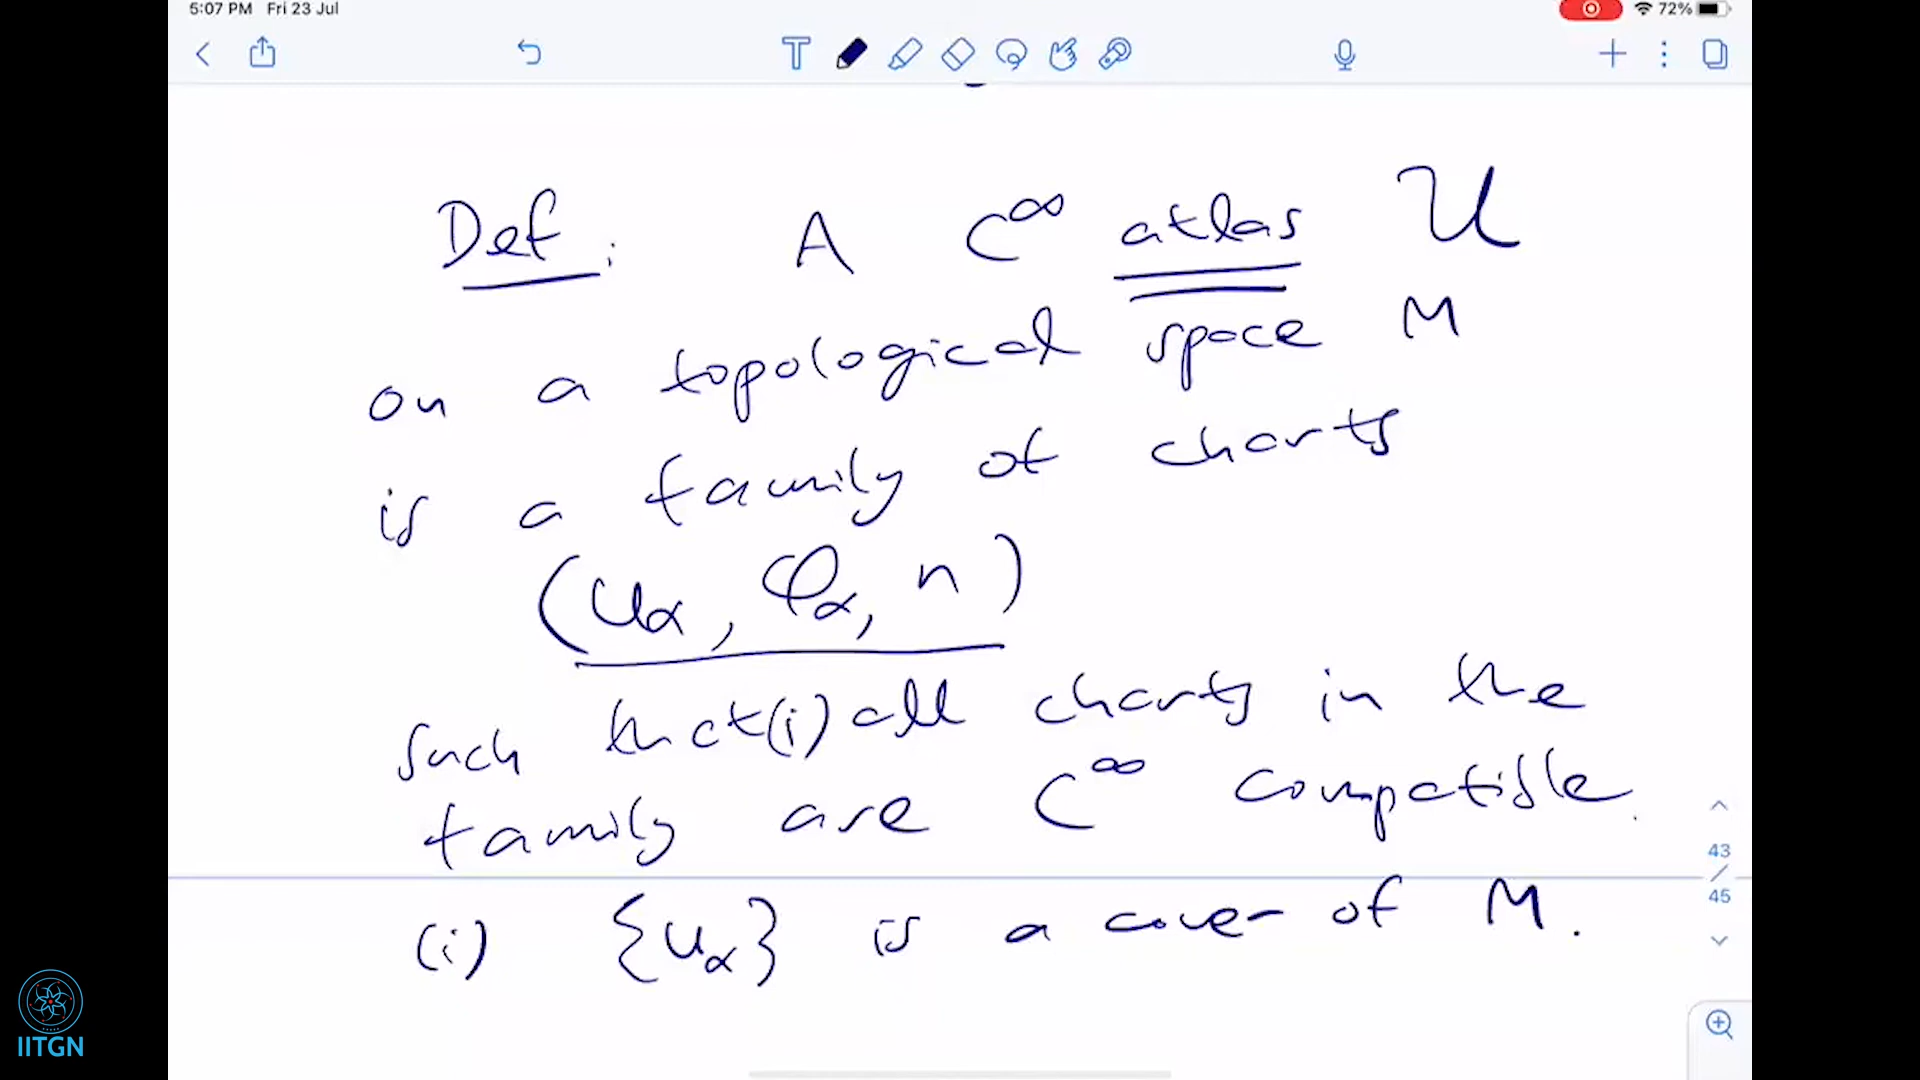 5:07 PM Fri 23 Jul
72%
Def: A C^∞ atlas 𝒰
on a topological space M
is a family of charts
(U_α, φ_α, n)
such that (i) all charts in the
family are C^∞ compatible.
(i) {U_α} is a cover of M.
43
/
45
IITGN